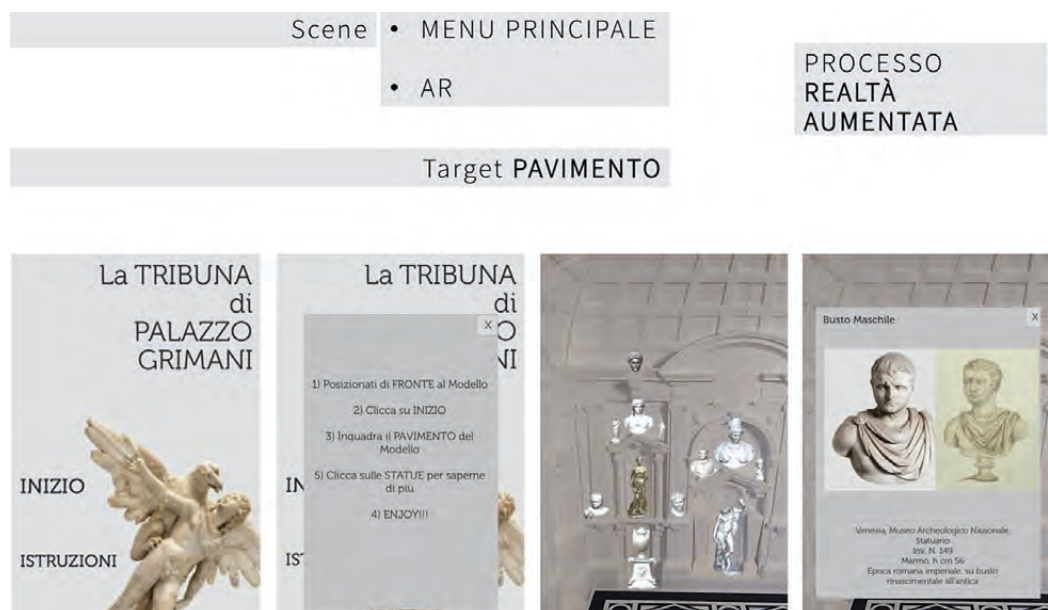 Scene
• MENU PRINCIPALE
• AR
PROCESSO
REALTÀ
AUMENTATA
Target PAVIMENTO
La TRIBUNA
di
PALAZZO
GRIMANI
INIZIO
ISTRUZIONI
La TRIBUNA
di
O
NI
IN
IS
X
1) Posizionati di FRONTE al Modello
2) Clicca su INIZIO
3) Inquadra il PAVIMENTO del
Modello
5) Clicca sulle STATUE per saperne
di più
4) ENJOY!!!
Busto Maschile
X
Venezia, Museo Archeologico Nazionale,
Statuario
Inv. N. 149
Marmo, h cm 56
Epoca romana imperiale, su busto
rinascimentale all'antica